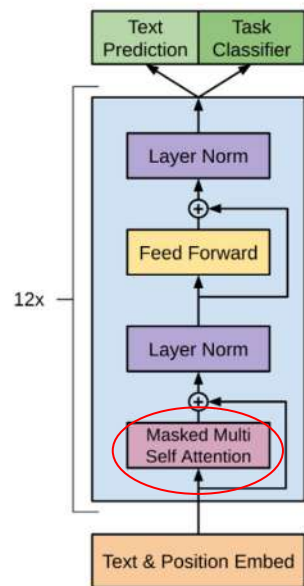 Text
Prediction
Task
Classifier
Layer Norm
+
Feed Forward
12x
Layer Norm
+
Masked Multi
Self Attention
Text & Position Embed